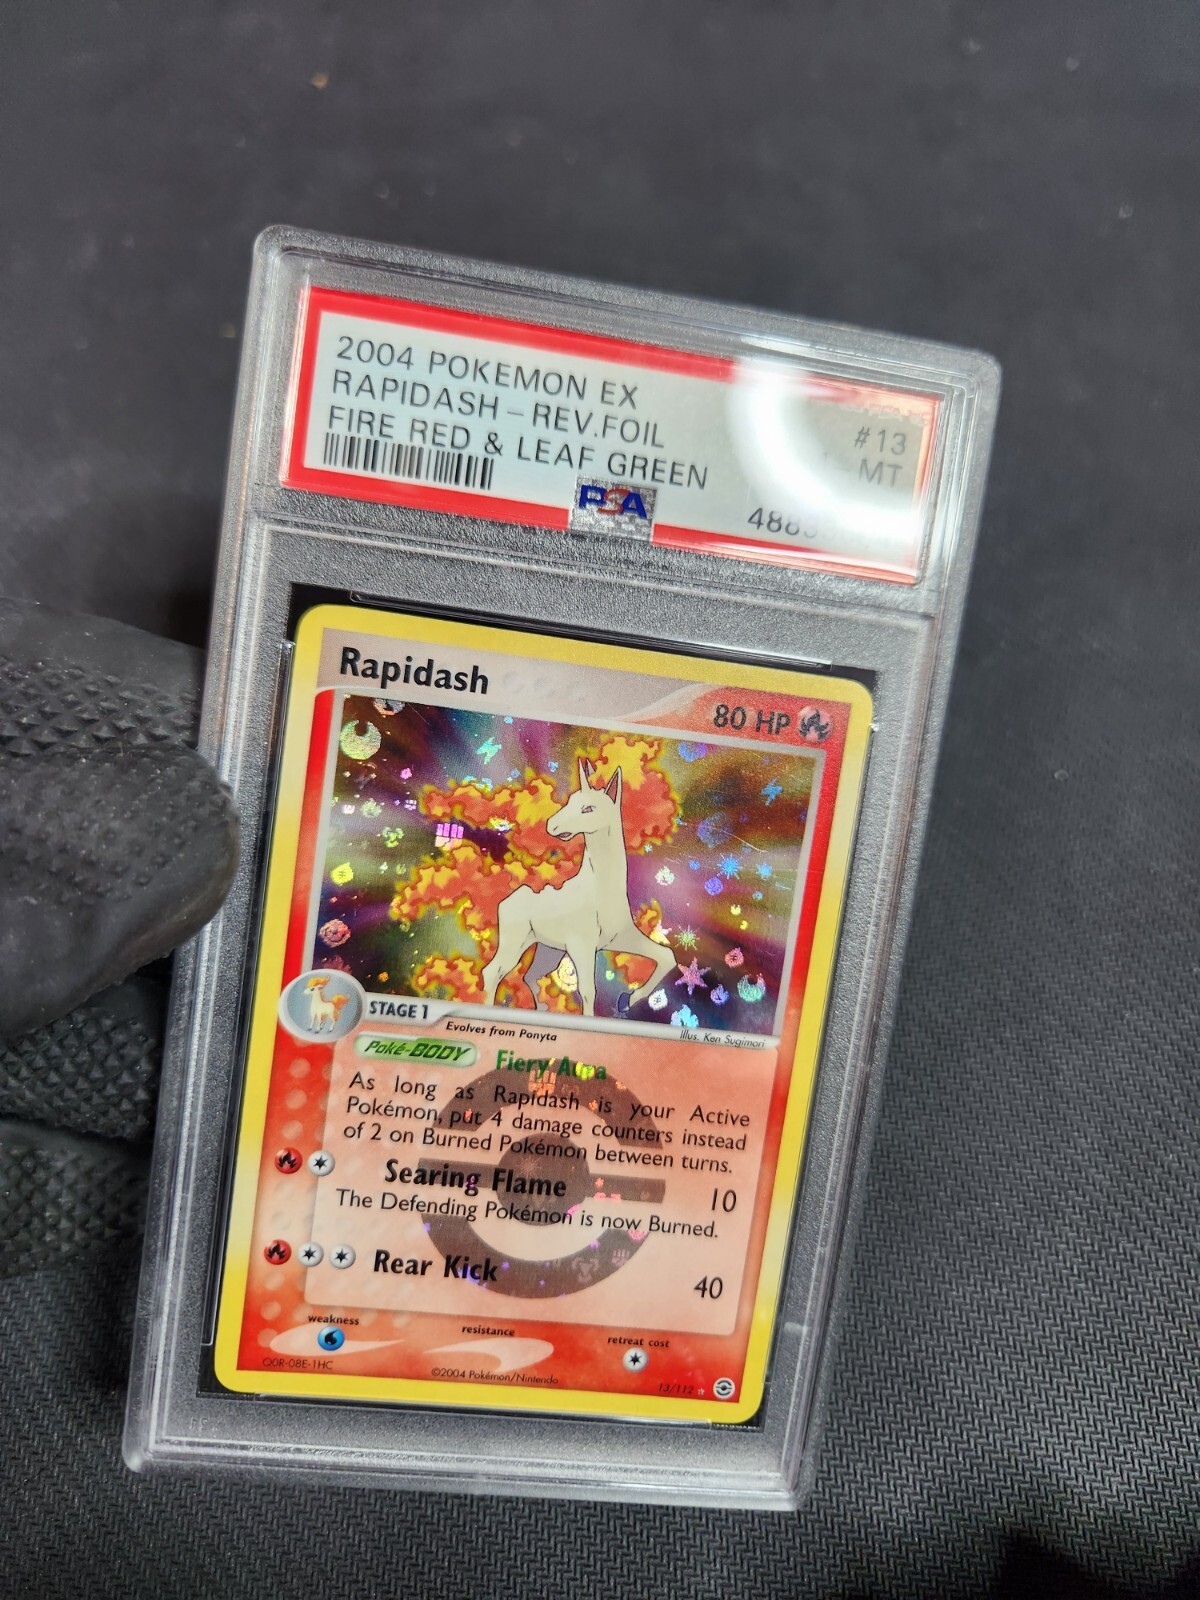 2004 POKEMON EX
RAPIDASH - REV.FOIL
FIRE RED & LEAF GREEN
#13
MT
PSA
Rapidash
80 HP
STAGE 1
Evolves from Ponyta
Illus. Ken Sugimori
Poké-BODY Fiery Aura
As long as Rapidash is your Active
Pokémon, put 4 damage counters instead
of 2 on Burned Pokémon between turns.
Searing Flame 10
The Defending Pokémon is now Burned.
Rear Kick 40
weakness
resistance
retreat cost
Q0R-08E-1HC
©2004 Pokémon/Nintendo
13/112